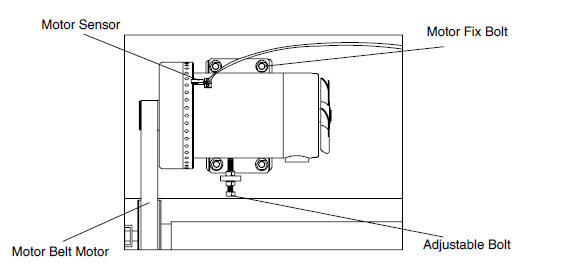 Motor Sensor
Motor Fix Bolt
Motor Belt Motor
Adjustable Bolt